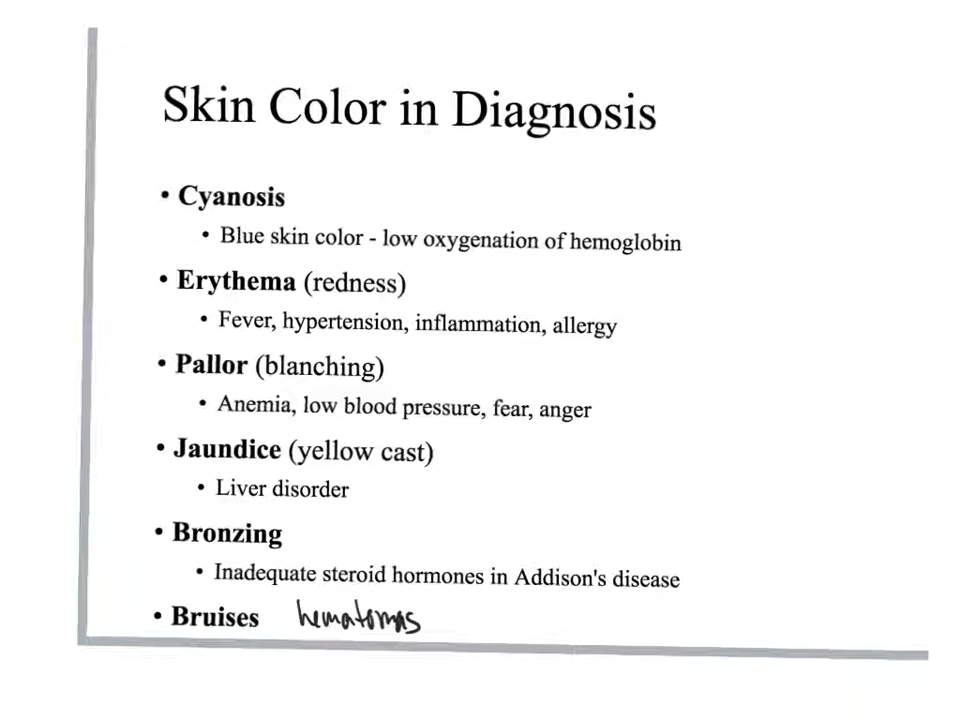 Skin Color in Diagnosis
• Cyanosis
• Blue skin color - low oxygenation of hemoglobin
• Erythema (redness)
• Fever, hypertension, inflammation, allergy
• Pallor (blanching)
• Anemia, low blood pressure, fear, anger
• Jaundice (yellow cast)
• Liver disorder
• Bronzing
• Inadequate steroid hormones in Addison's disease
• Bruises hematomas